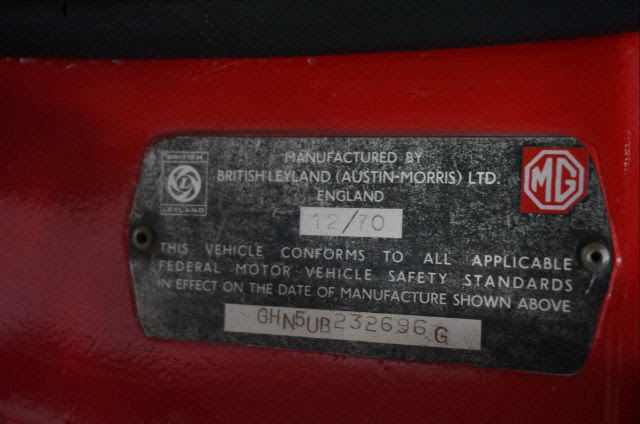 BRITISH
LEYLAND
MANUFACTURED BY
BRITISH LEYLAND (AUSTIN-MORRIS) LTD.
ENGLAND
MG
12/70
THIS VEHICLE CONFORMS TO ALL APPLICABLE
FEDERAL MOTOR VEHICLE SAFETY STANDARDS
IN EFFECT ON THE DATE OF MANUFACTURE SHOWN ABOVE
GHN5UB232696G